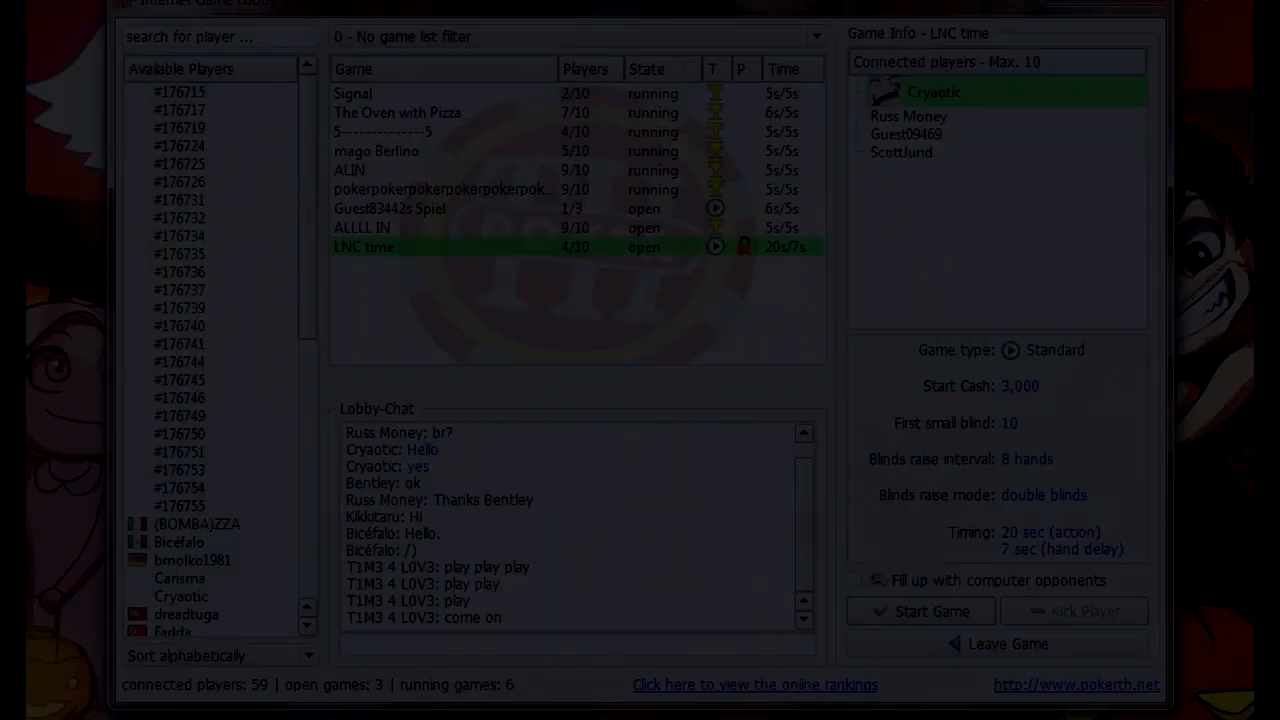 Internet Game Lobby
search for player ...
Available Players
#176715
#176717
#176719
#176724
#176725
#176726
#176731
#176732
#176734
#176735
#176736
#176737
#176739
#176740
#176741
#176744
#176745
#176746
#176749
#176750
#176751
#176753
#176754
#176755
(BOMBA)ZZA
Bicéfalo
bmolko1981
Carisma
Cryaotic
dreadtuga
Fadda
Sort alphabetically
0 - No game list filter
Game Players State T P Time
Signal 2/10 running 5s/5s
The Oven with Pizza 7/10 running 6s/5s
5-------------5 4/10 running 5s/5s
mago Berlino 5/10 running 5s/5s
ALIN 9/10 running 5s/5s
pokerpokerpokerpokerpokerpok... 9/10 running 5s/5s
Guest83442s Spiel 1/3 open 6s/5s
ALLLL IN 9/10 open 5s/5s
LNC time 4/10 open 20s/7s
Lobby-Chat
Russ Money: br?
Cryaotic: Hello
Cryaotic: yes
Bentley: ok
Russ Money: Thanks Bentley
Kikkitaru: Hi
Bicéfalo: Hello.
Bicéfalo: /)
T1M3 4 L0V3: play play play
T1M3 4 L0V3: play play
T1M3 4 L0V3: play
T1M3 4 L0V3: come on
Game Info - LNC time
Connected players - Max. 10
Cryaotic
Russ Money
Guest09469
ScottJund
Game type: Standard
Start Cash: 3,000
First small blind: 10
Blinds raise interval: 8 hands
Blinds raise mode: double blinds
Timing: 20 sec (action)
7 sec (hand delay)
Fill up with computer opponents
Start Game
Kick Player
Leave Game
connected players: 59 | open games: 3 | running games: 6
Click here to view the online rankings
http://www.pokerth.net